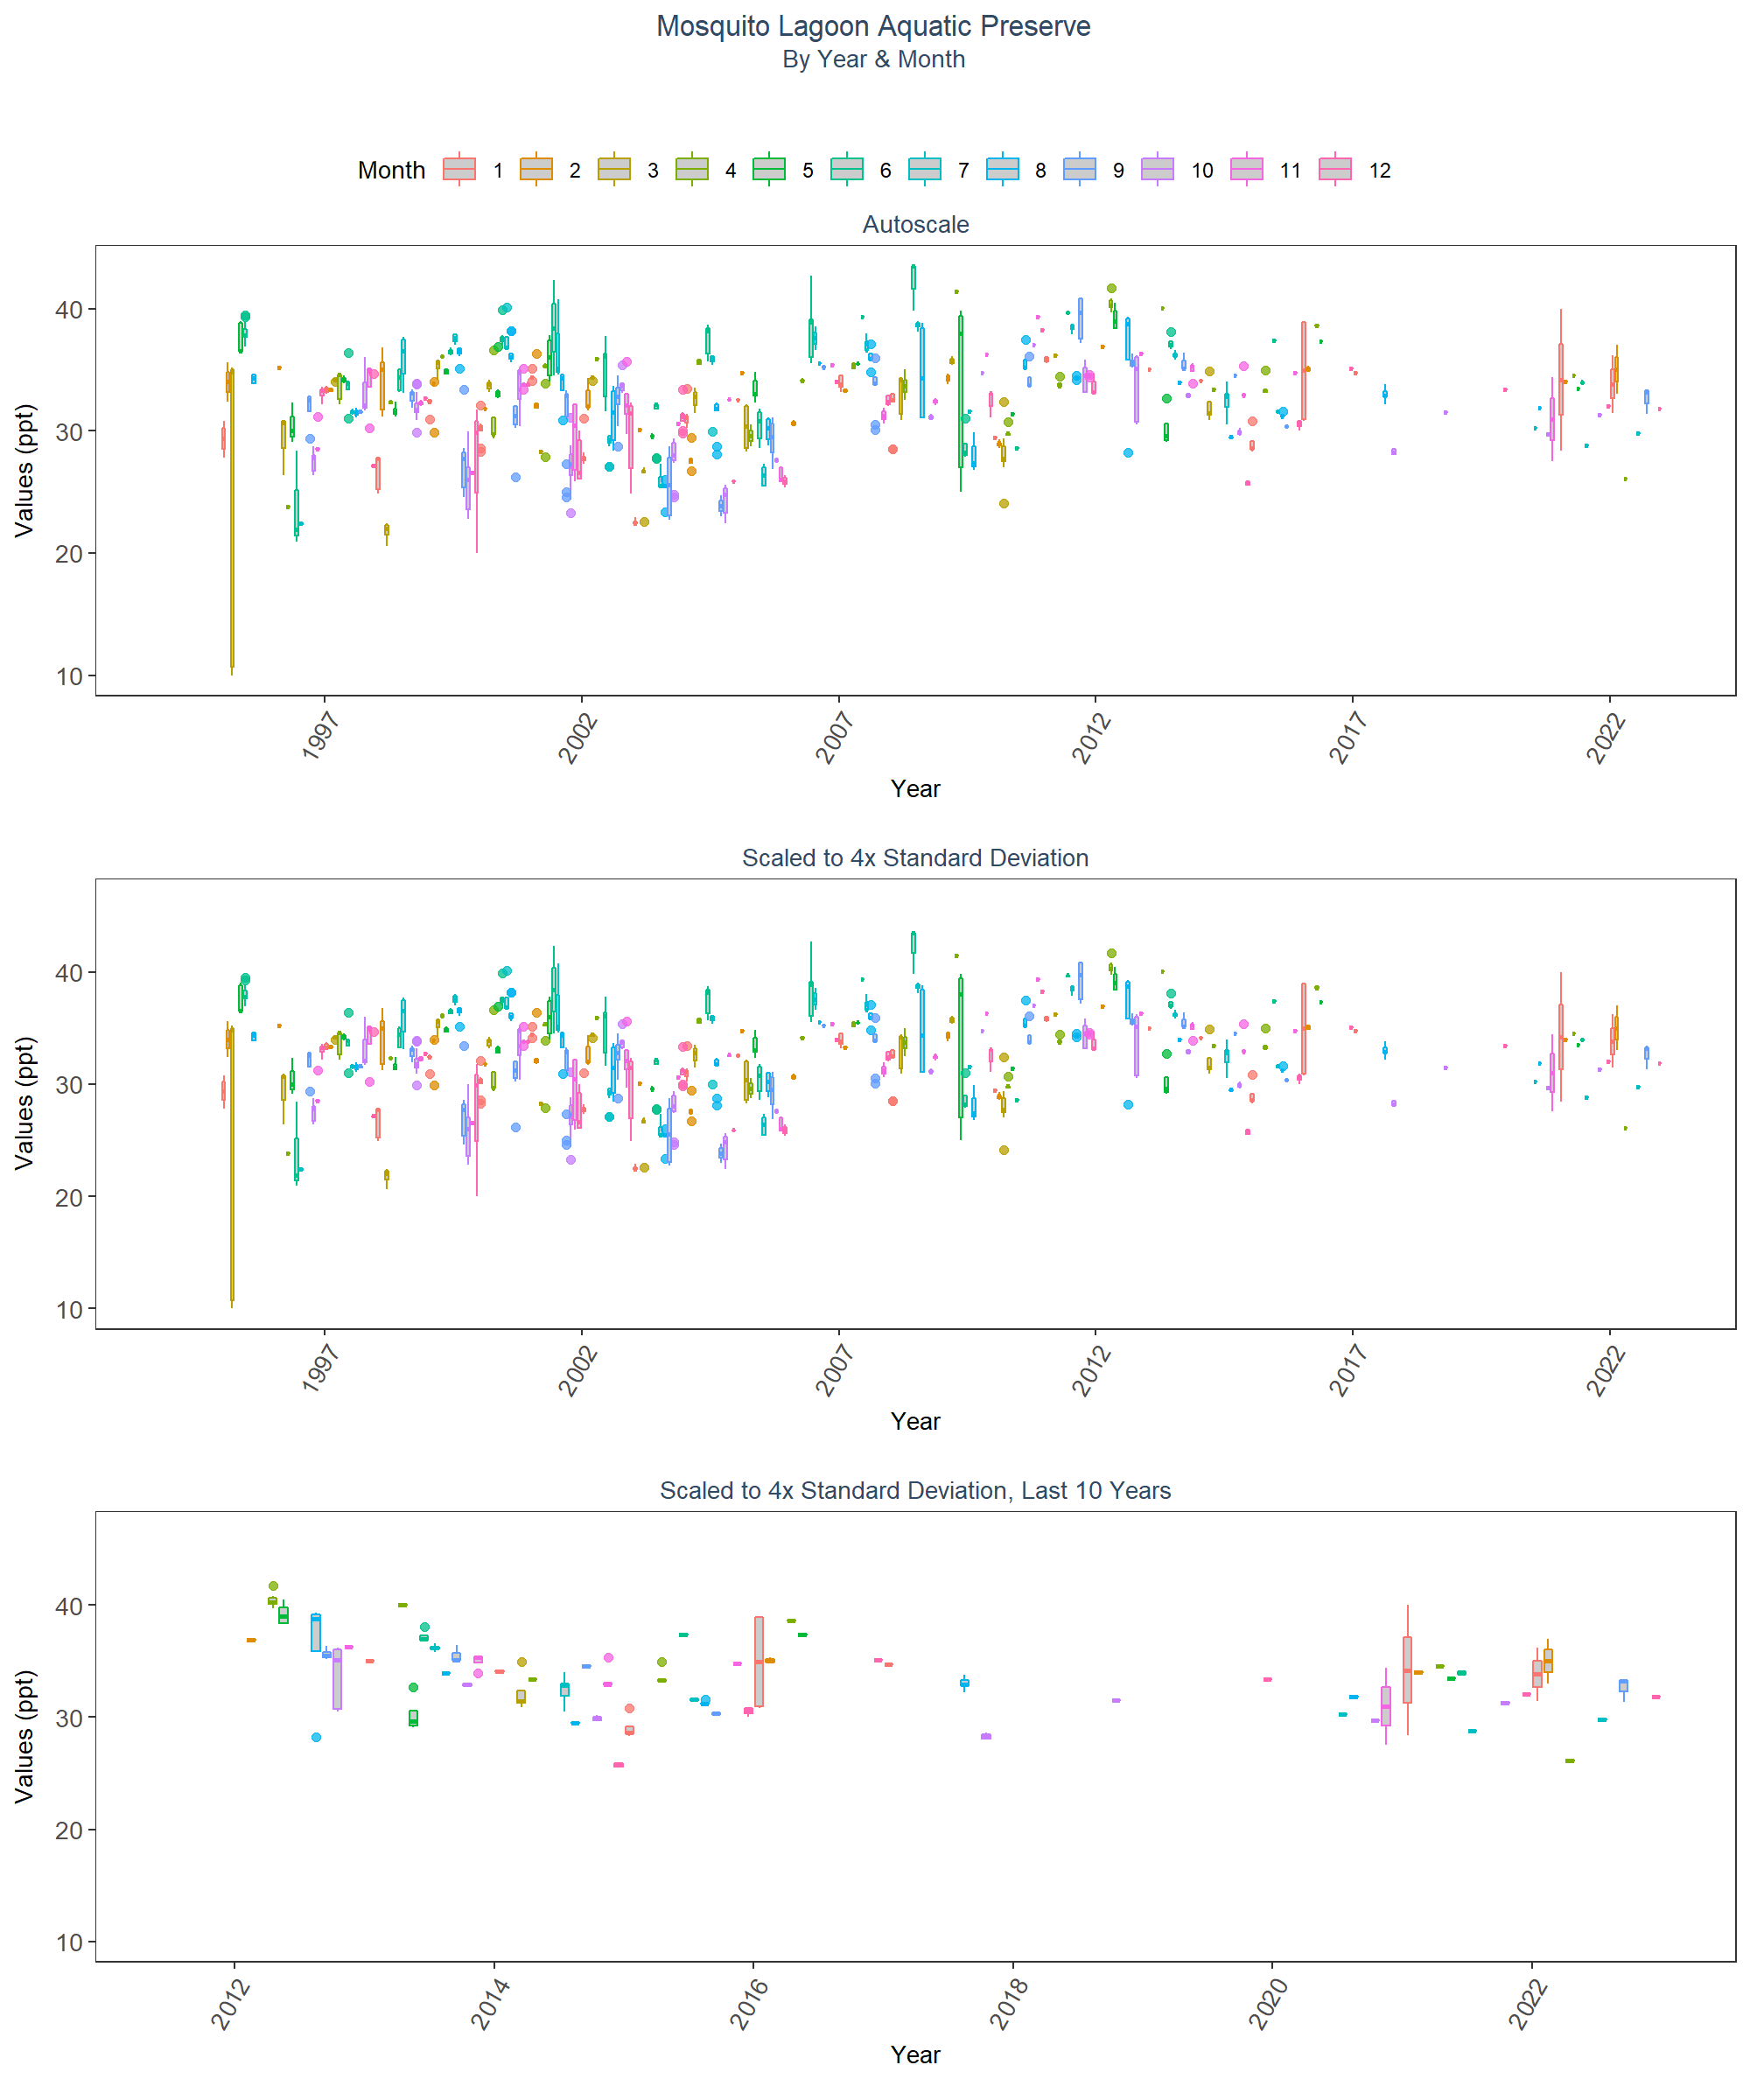 Mosquito Lagoon Aquatic Preserve
By Year & Month
Month 1 2 3 4 5 6 7 8 9 10 11 12
Autoscale
Values (ppt)
40
30
20
10
1997 2002 2007 2012 2017 2022
Year
Scaled to 4x Standard Deviation
Values (ppt)
40
30
20
10
1997 2002 2007 2012 2017 2022
Year
Scaled to 4x Standard Deviation, Last 10 Years
Values (ppt)
40
30
20
10
2012 2014 2016 2018 2020 2022
Year